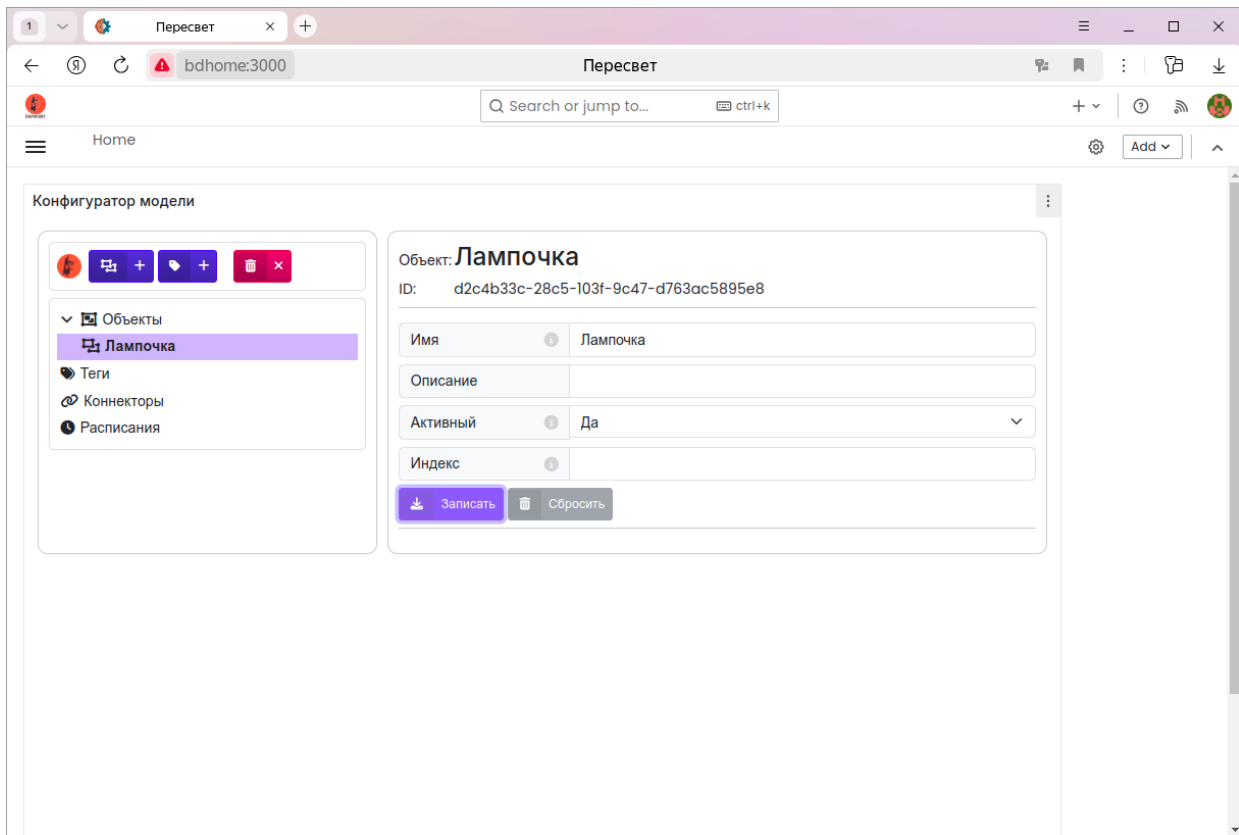 1
Пересвет
bdhome:3000
Пересвет
Search or jump to...
ctrl+k
Home
Add
Конфигуратор модели
Объекты
Лампочка
Теги
Коннекторы
Расписания
Объект: Лампочка
ID: d2c4b33c-28c5-103f-9c47-d763ac5895e8
Имя
Лампочка
Описание
Активный
Да
Индекс
Записать
Сбросить